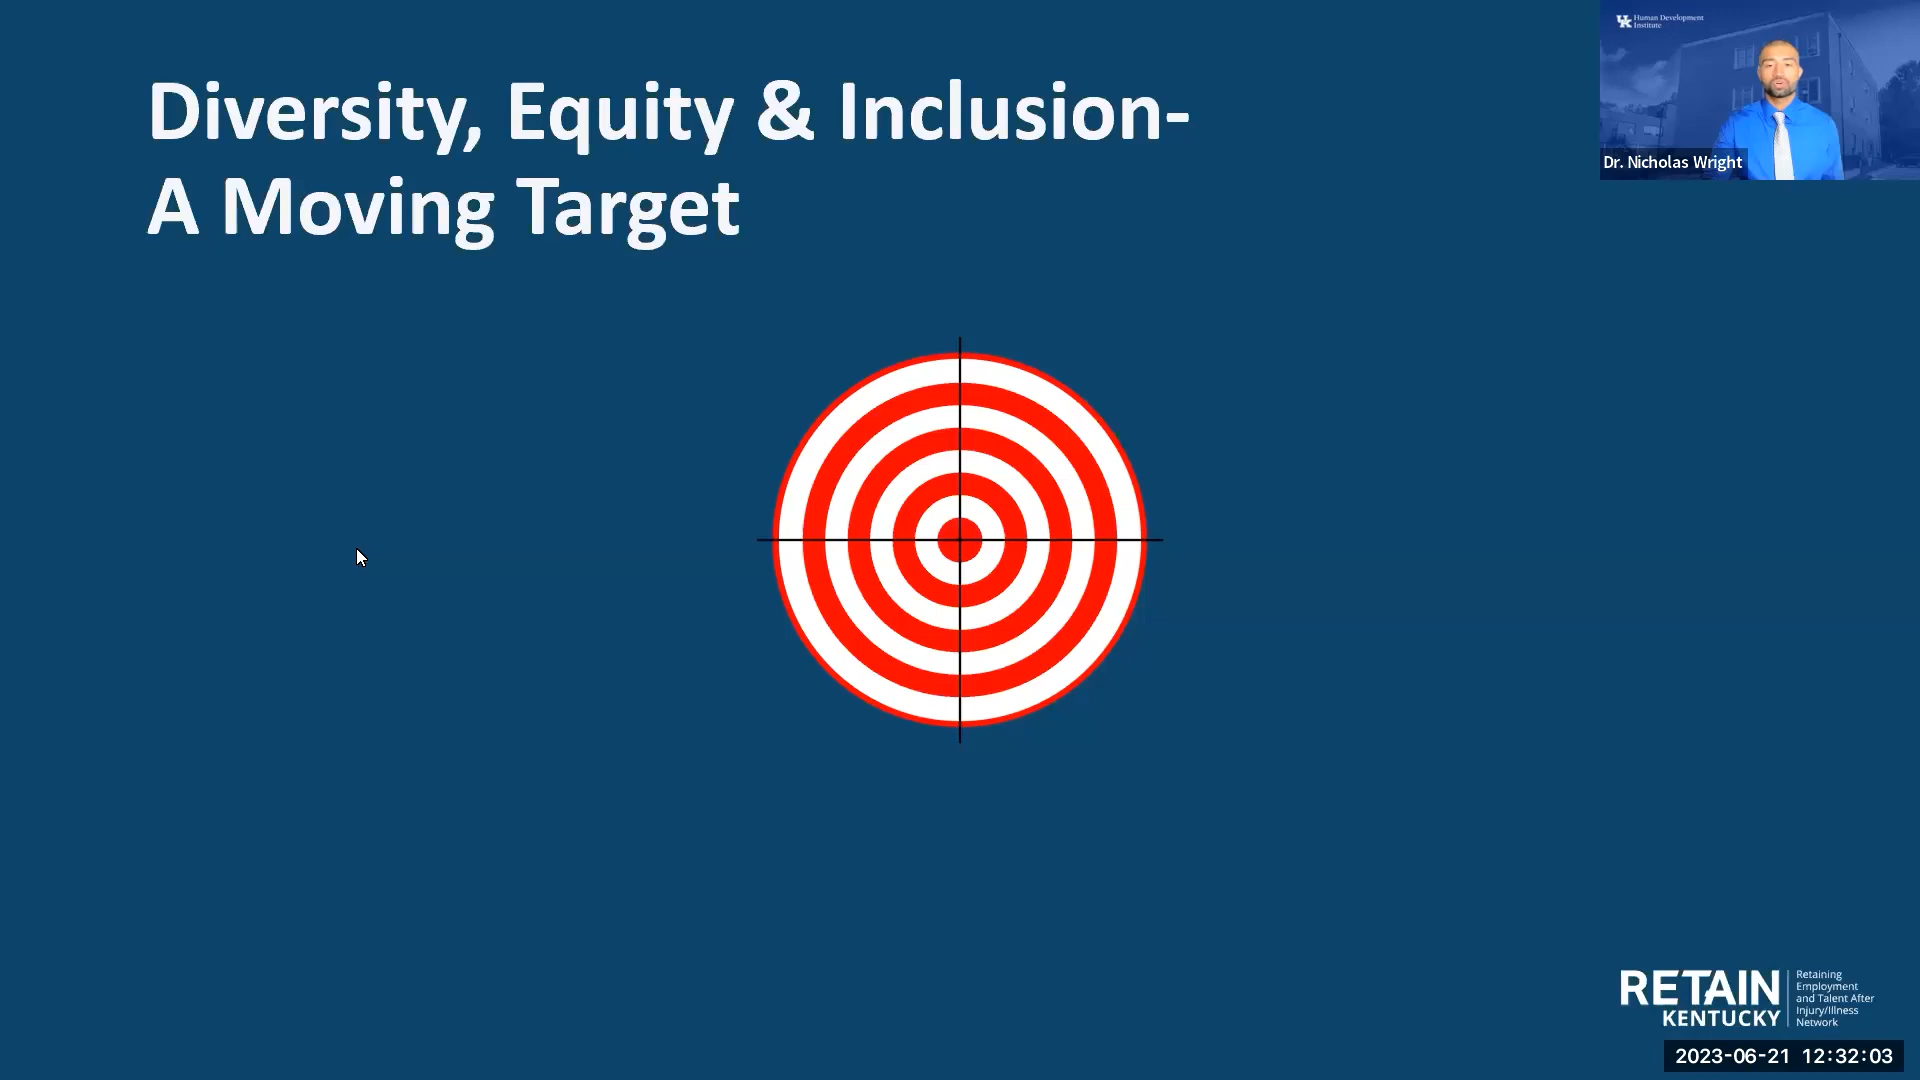 Diversity, Equity & Inclusion-
A Moving Target
UK Human Development
Institute
Dr. Nicholas Wright
RETAIN
KENTUCKY
Retaining
Employment
and Talent After
Injury/Illness
Network
2023-06-21 12:32:03